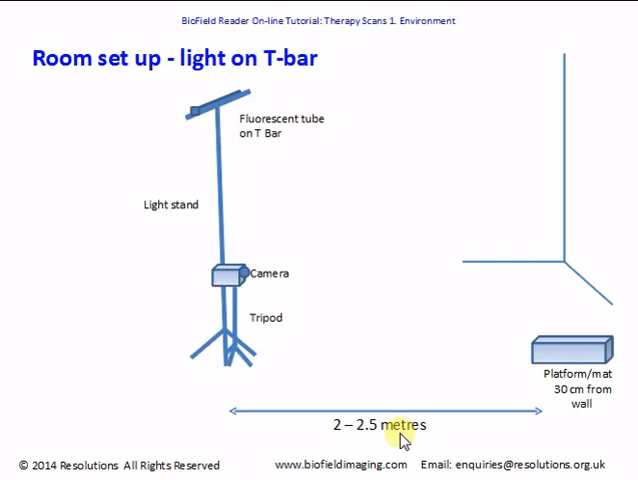 BioField Reader On-line Tutorial: Therapy Scans 1. Environment
Room set up - light on T-bar
Fluorescent tube
on T Bar
Light stand
Camera
Tripod
Platform/mat
30 cm from
wall
2 – 2.5 metres
© 2014 Resolutions All Rights Reserved
www.biofieldimaging.com
Email: enquiries@resolutions.org.uk